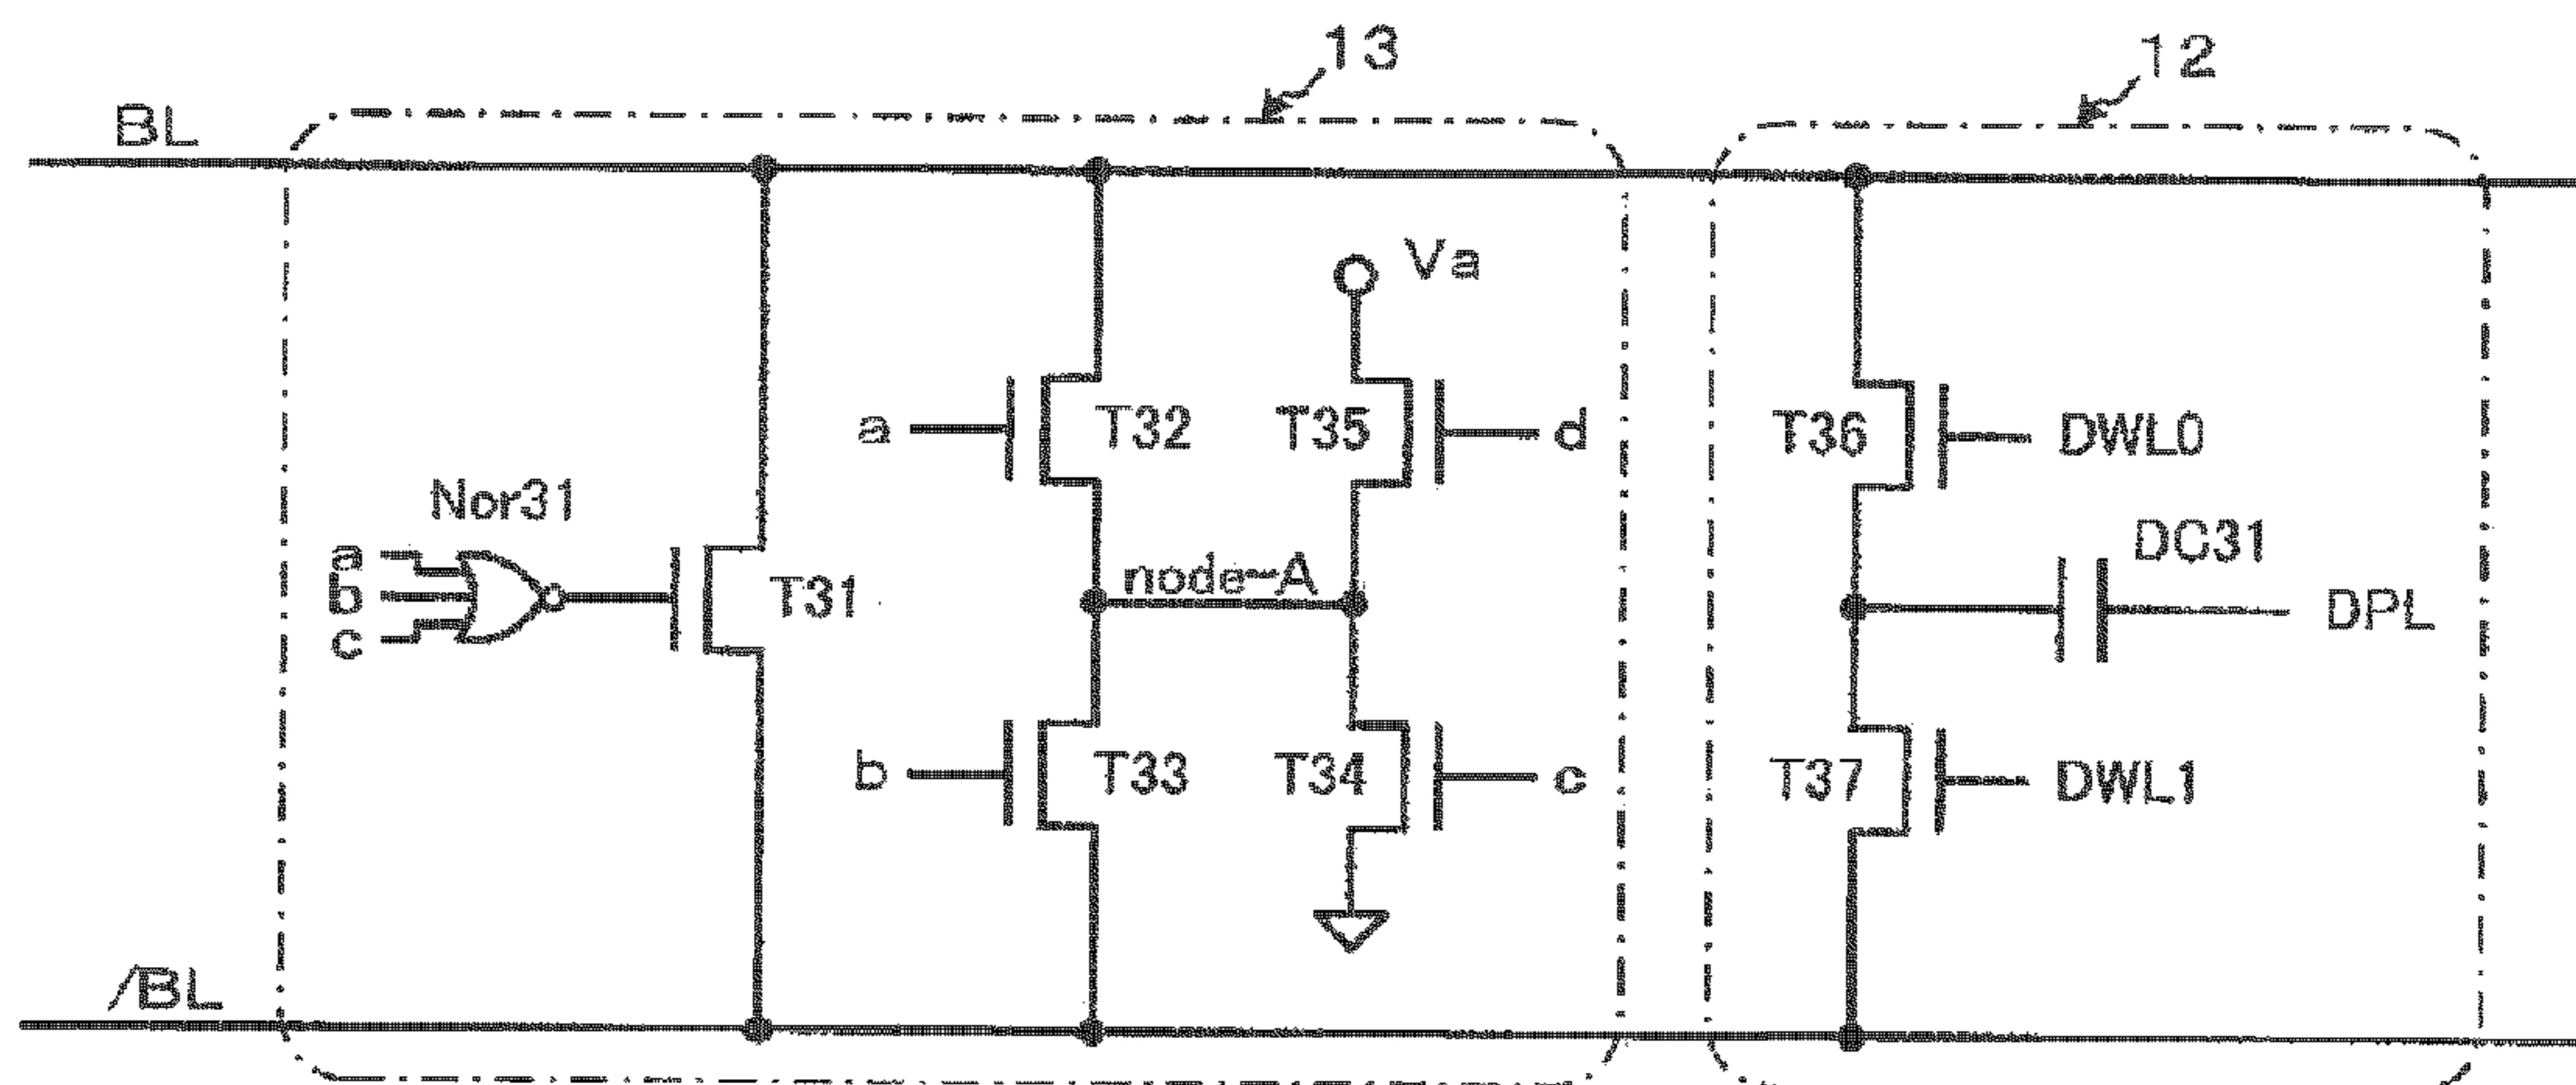 13
12
BL
Va
a
T32
T35
d
T36
DWL0
Nor31
DC31
a
b
c
T31
node-A
DPL
b
T33
T34
c
T37
DWL1
/BL